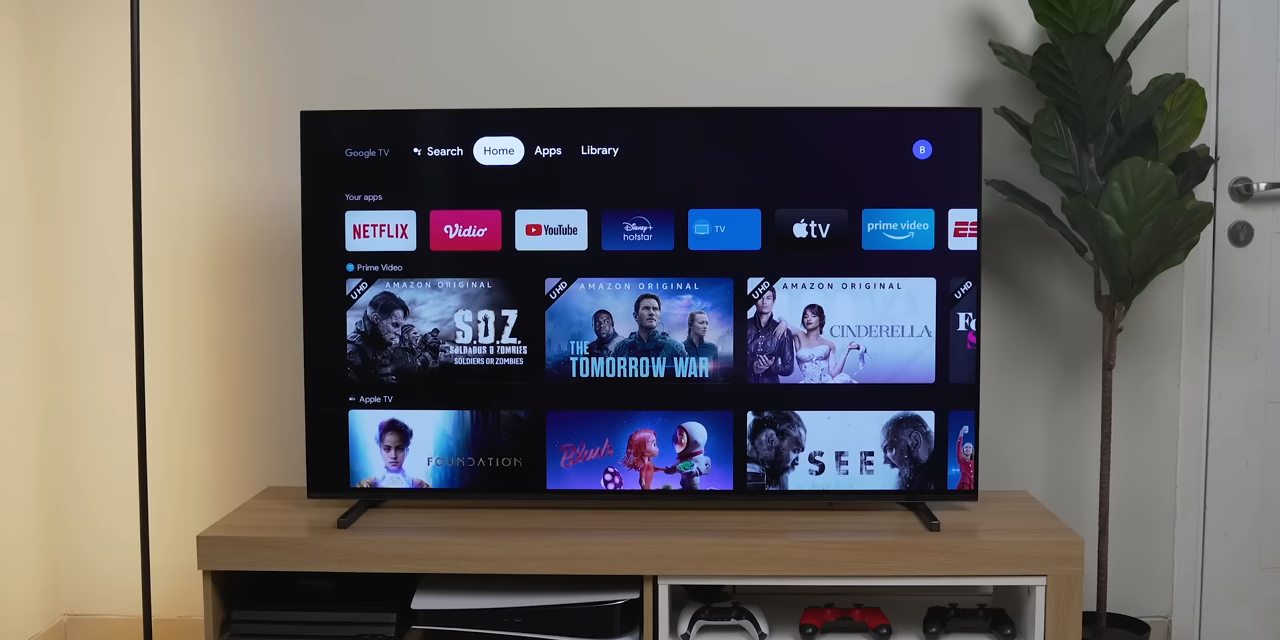 Google TV Search Home Apps Library B
Your apps
NETFLIX Vidio YouTube Disney+ hotstar TV tv prime video
Prime Video
UHD AMAZON ORIGINAL
S.O.Z.
SOLDADOS O ZOMBIES
SOLDIERS OR ZOMBIES
UHD AMAZON ORIGINAL
THE
TOMORROW WAR
UHD AMAZON ORIGINAL
CINDERELLA
UHD
Apple TV
FOUNDATION
Blush
SEE